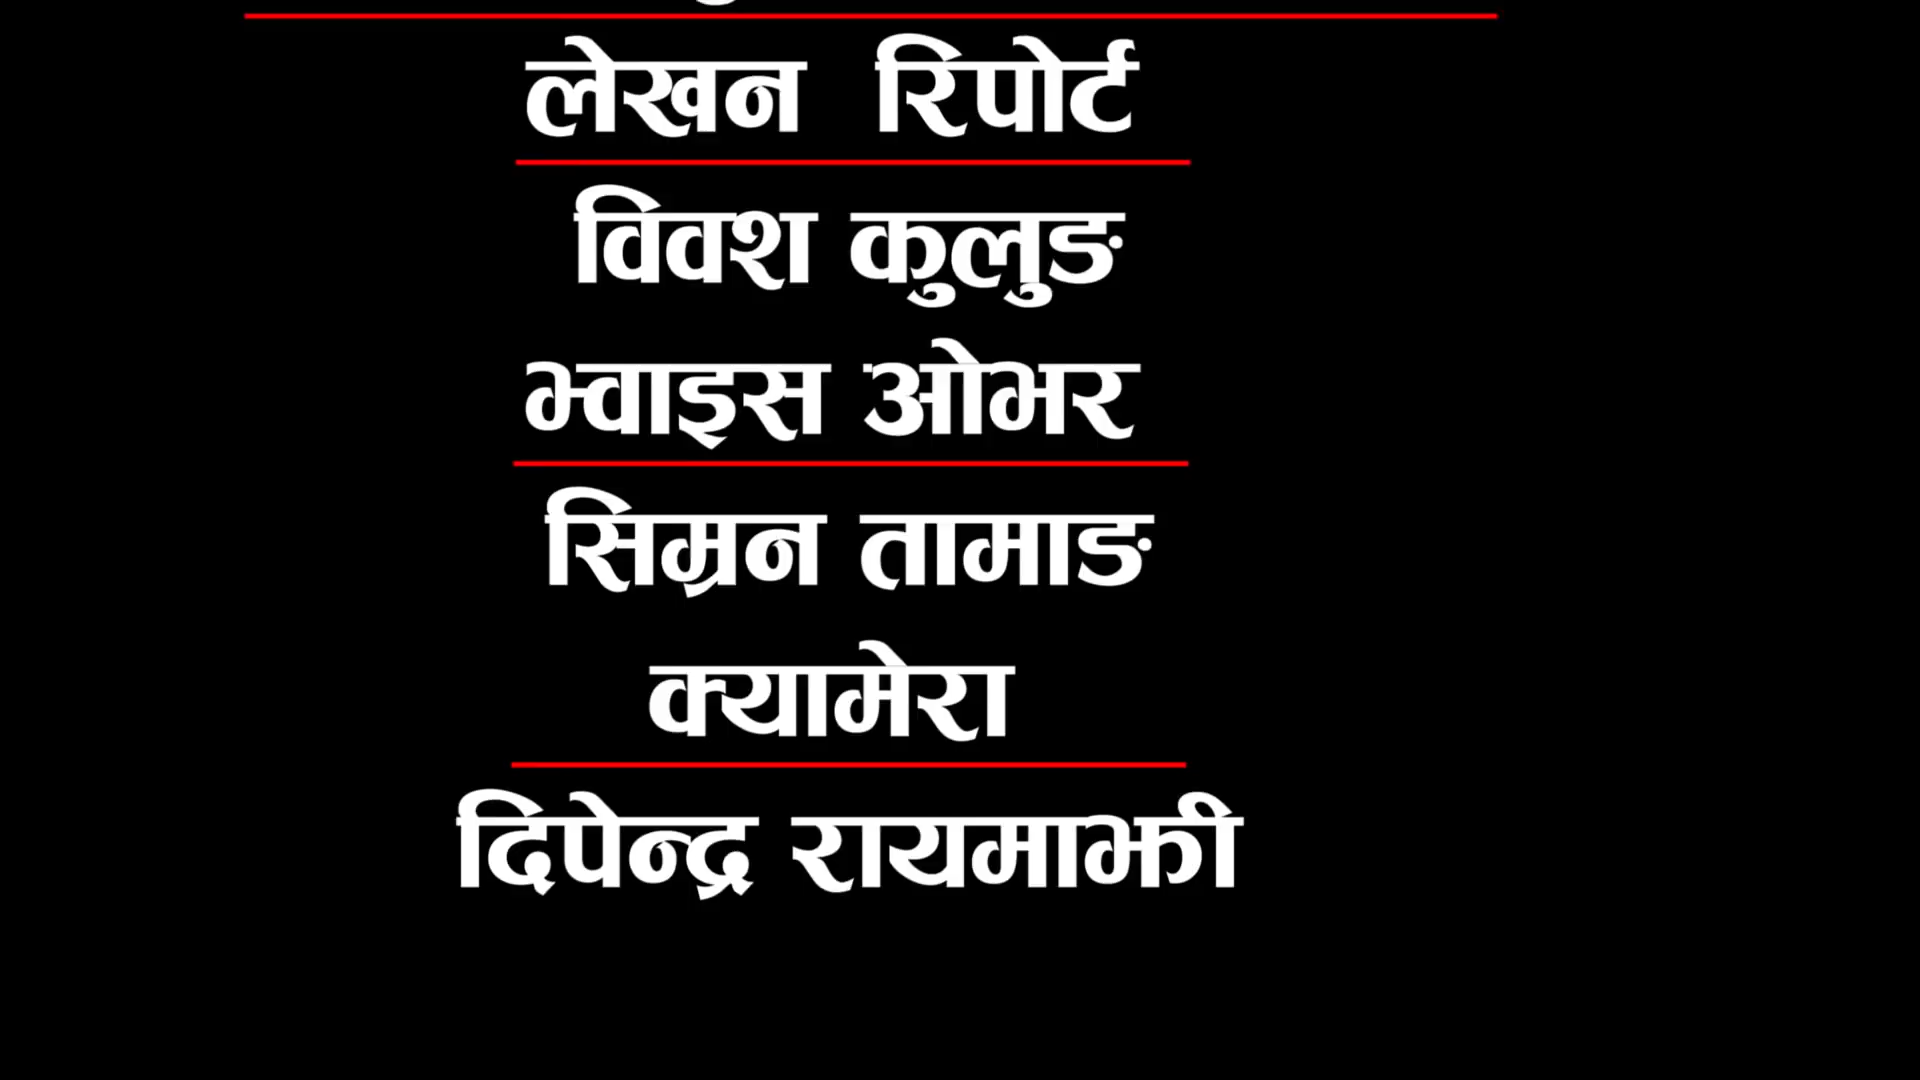 लेखन रिपोर्ट
विवश कुलुङ
भ्वाइस ओभर
सिम्रन तामाङ
क्यामेरा
दिपेन्द्र रायमाझी